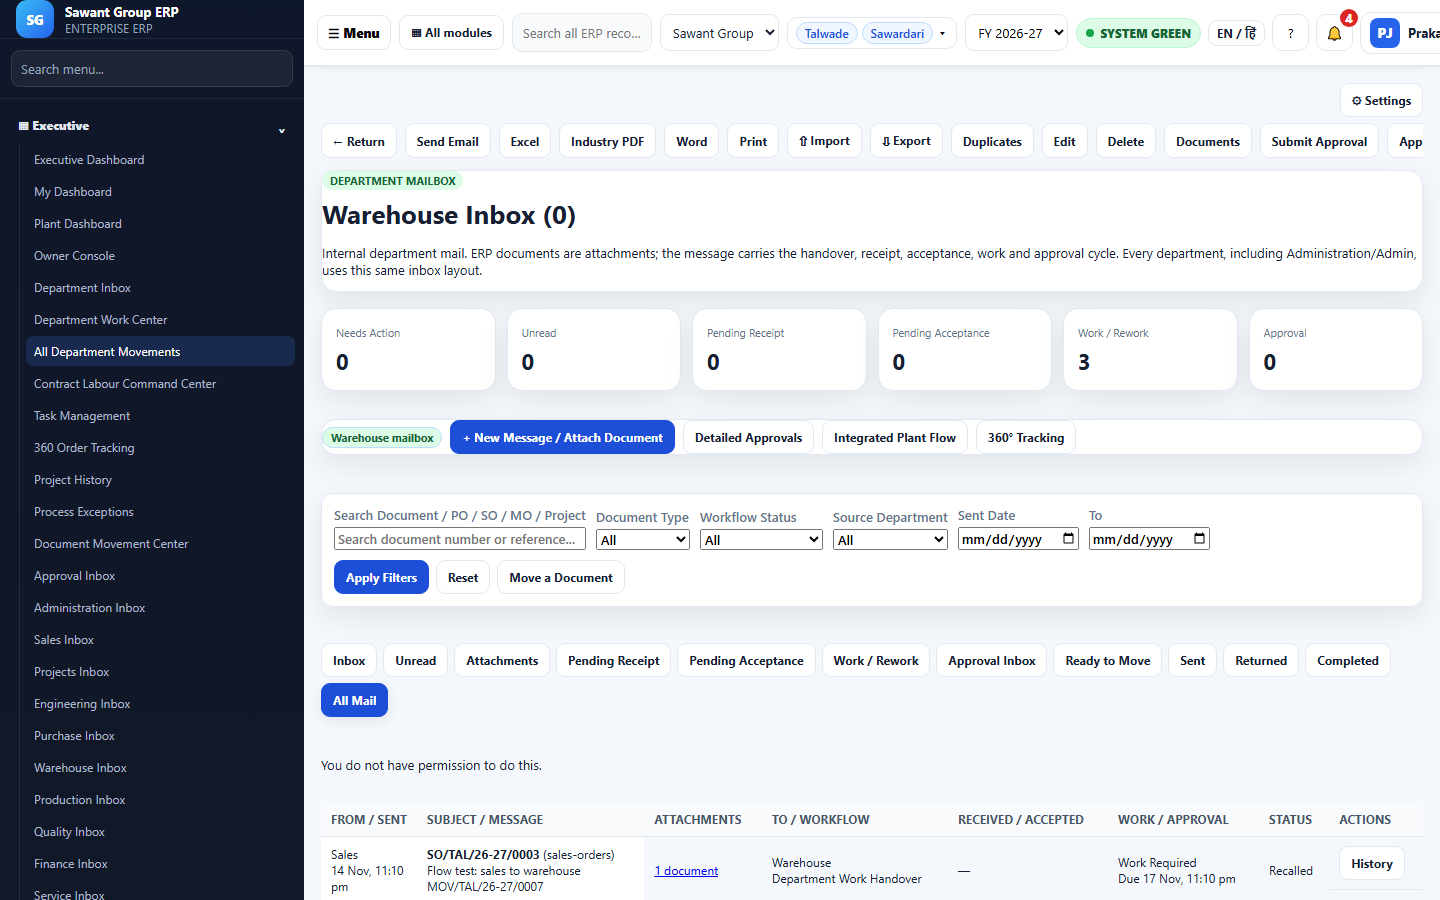 SG
Sawant Group ERP
ENTERPRISE ERP
☰ Menu
All modules
Search all ERP reco...
Sawant Group
Talwade
Sawardari
FY 2026-27
SYSTEM GREEN
EN / हिं
?
4
PJ
Praka
Search menu...
Executive
Executive Dashboard
My Dashboard
Plant Dashboard
Owner Console
Department Inbox
Department Work Center
All Department Movements
Contract Labour Command Center
Task Management
360 Order Tracking
Project History
Process Exceptions
Document Movement Center
Approval Inbox
Administration Inbox
Sales Inbox
Projects Inbox
Engineering Inbox
Purchase Inbox
Warehouse Inbox
Production Inbox
Quality Inbox
Finance Inbox
Service Inbox
⚙ Settings
← Return
Send Email
Excel
Industry PDF
Word
Print
⇧ Import
⇩ Export
Duplicates
Edit
Delete
Documents
Submit Approval
App
DEPARTMENT MAILBOX
Warehouse Inbox (0)
Internal department mail. ERP documents are attachments; the message carries the handover, receipt, acceptance, work and approval cycle. Every department, including Administration/Admin,
uses this same inbox layout.
Needs Action
0
Unread
0
Pending Receipt
0
Pending Acceptance
0
Work / Rework
3
Approval
0
Warehouse mailbox
+ New Message / Attach Document
Detailed Approvals
Integrated Plant Flow
360° Tracking
Search Document / PO / SO / MO / Project
Search document number or reference...
Document Type
All
Workflow Status
All
Source Department
All
Sent Date
mm/dd/yyyy
To
mm/dd/yyyy
Apply Filters
Reset
Move a Document
Inbox
Unread
Attachments
Pending Receipt
Pending Acceptance
Work / Rework
Approval Inbox
Ready to Move
Sent
Returned
Completed
All Mail
You do not have permission to do this.
FROM / SENT
SUBJECT / MESSAGE
ATTACHMENTS
TO / WORKFLOW
RECEIVED / ACCEPTED
WORK / APPROVAL
STATUS
ACTIONS
Sales
14 Nov, 11:10
pm
SO/TAL/26-27/0003 (sales-orders)
Flow test: sales to warehouse
MOV/TAL/26-27/0007
1 document
Warehouse
Department Work Handover
—
Work Required
Due 17 Nov, 11:10 pm
Recalled
History